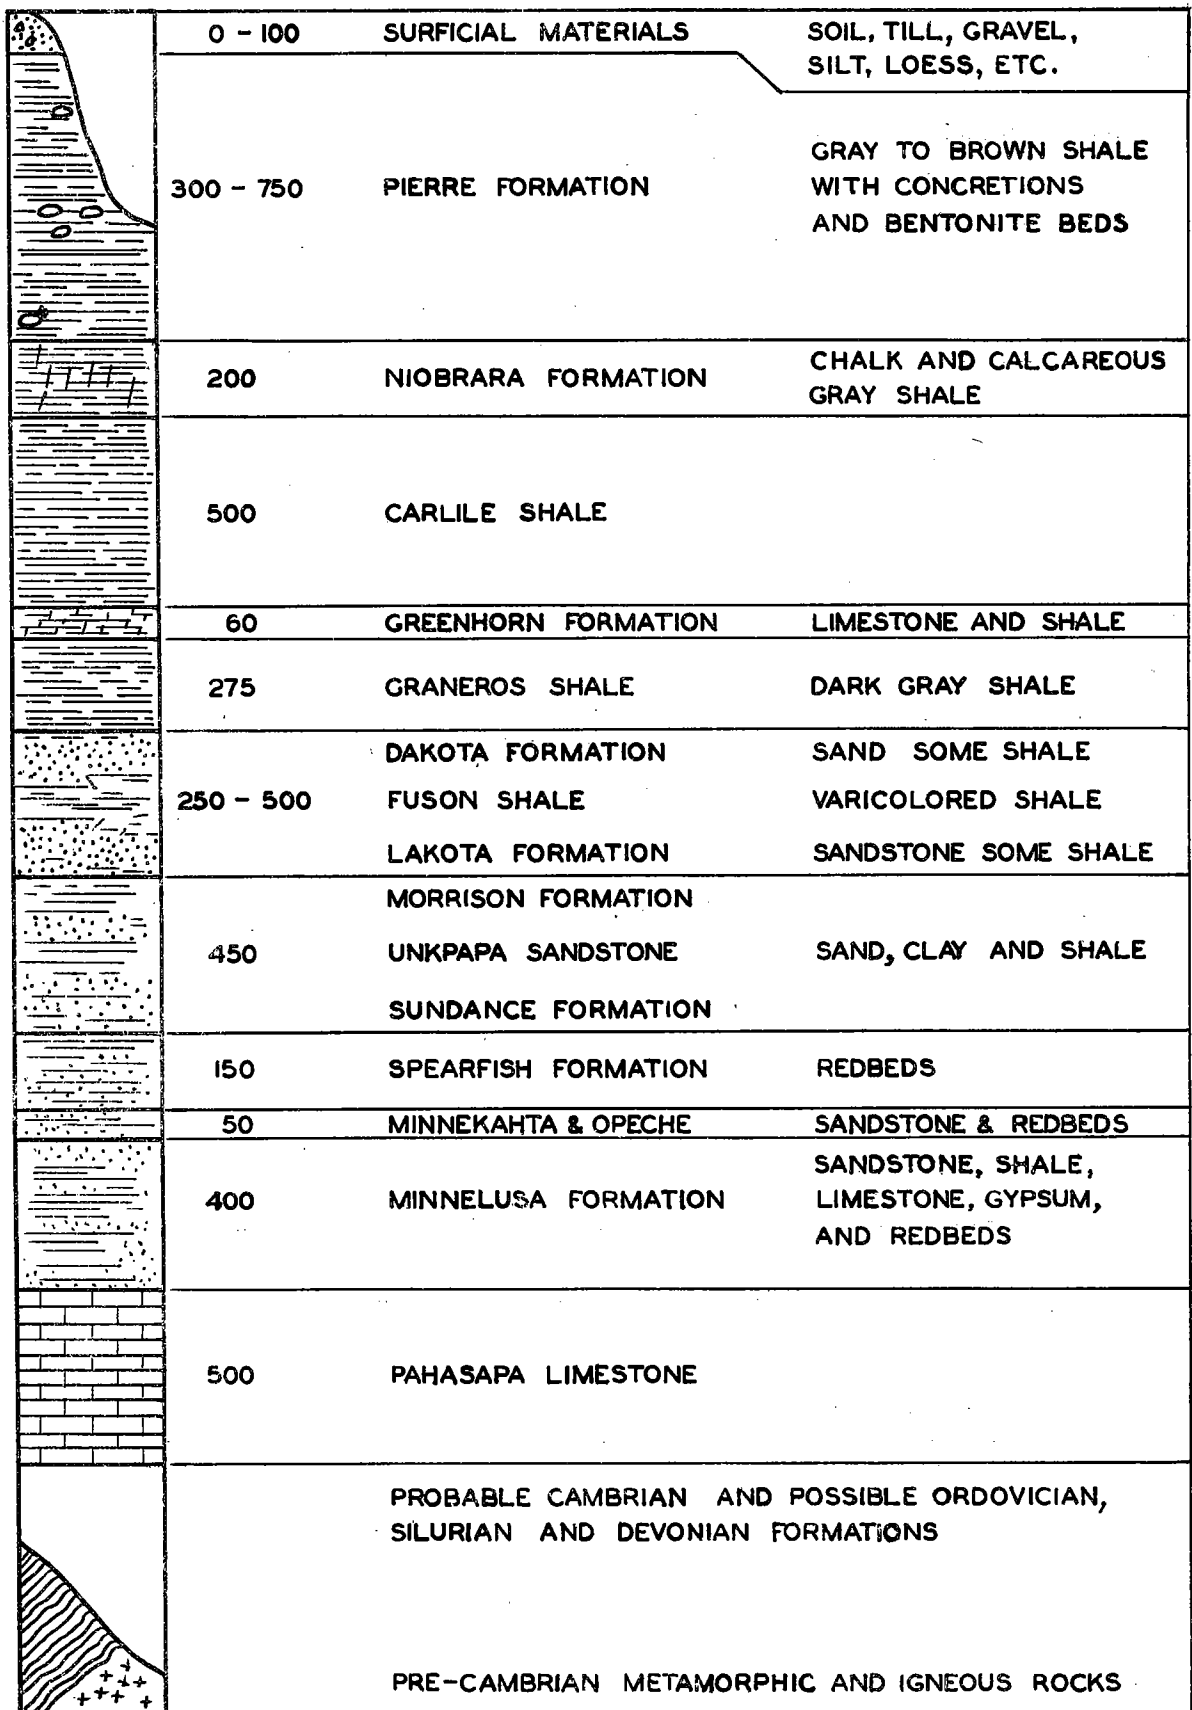 0 - 100 SURFICIAL MATERIALS SOIL, TILL, GRAVEL,
SILT, LOESS, ETC.
300 - 750 PIERRE FORMATION GRAY TO BROWN SHALE
WITH CONCRETIONS
AND BENTONITE BEDS
200 NIOBRARA FORMATION CHALK AND CALCAREOUS
GRAY SHALE
500 CARLILE SHALE
60 GREENHORN FORMATION LIMESTONE AND SHALE
275 GRANEROS SHALE DARK GRAY SHALE
DAKOTA FORMATION SAND SOME SHALE
250 - 500 FUSON SHALE VARICOLORED SHALE
LAKOTA FORMATION SANDSTONE SOME SHALE
MORRISON FORMATION
450 UNKPAPA SANDSTONE SAND, CLAY AND SHALE
SUNDANCE FORMATION
150 SPEARFISH FORMATION REDBEDS
50 MINNEKAHTA & OPECHE SANDSTONE & REDBEDS
SANDSTONE, SHALE,
400 MINNELUSA FORMATION LIMESTONE, GYPSUM,
AND REDBEDS
500 PAHASAPA LIMESTONE
PROBABLE CAMBRIAN AND POSSIBLE ORDOVICIAN,
SILURIAN AND DEVONIAN FORMATIONS
PRE-CAMBRIAN METAMORPHIC AND IGNEOUS ROCKS